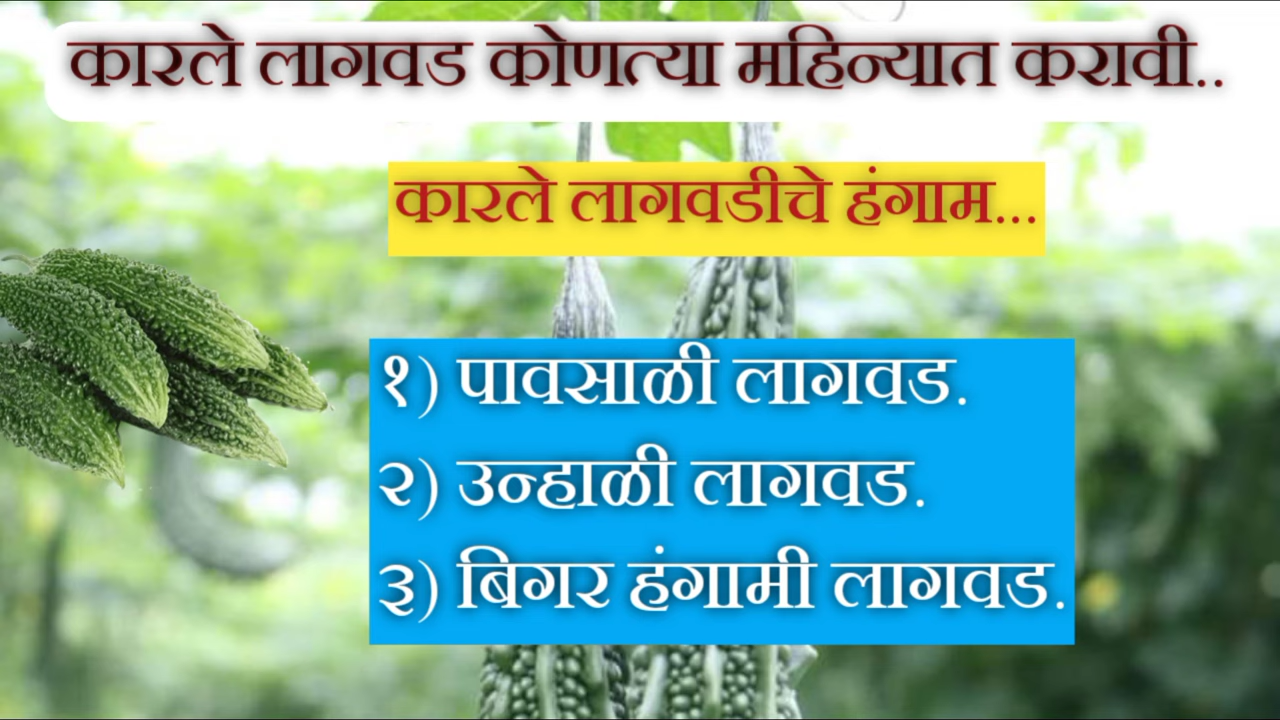 कारले लागवड कोणत्या महिन्यात करावी..
कारले लागवडीचे हंगाम...
१) पावसाळी लागवड.
२) उन्हाळी लागवड.
३) बिगर हंगामी लागवड.